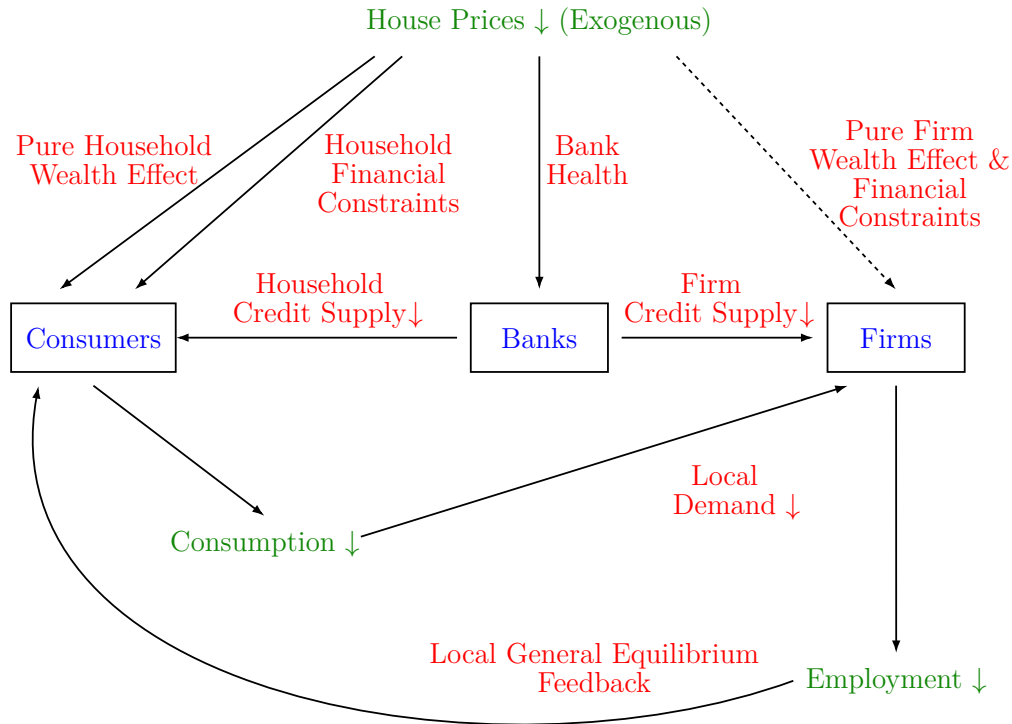 House Prices ↓ (Exogenous)
Pure Household
Wealth Effect
Household
Financial
Constraints
Bank
Health
Pure Firm
Wealth Effect &
Financial
Constraints
Household
Credit Supply↓
Firm
Credit Supply↓
Consumers
Banks
Firms
Local
Demand ↓
Consumption ↓
Local General Equilibrium
Feedback
Employment ↓